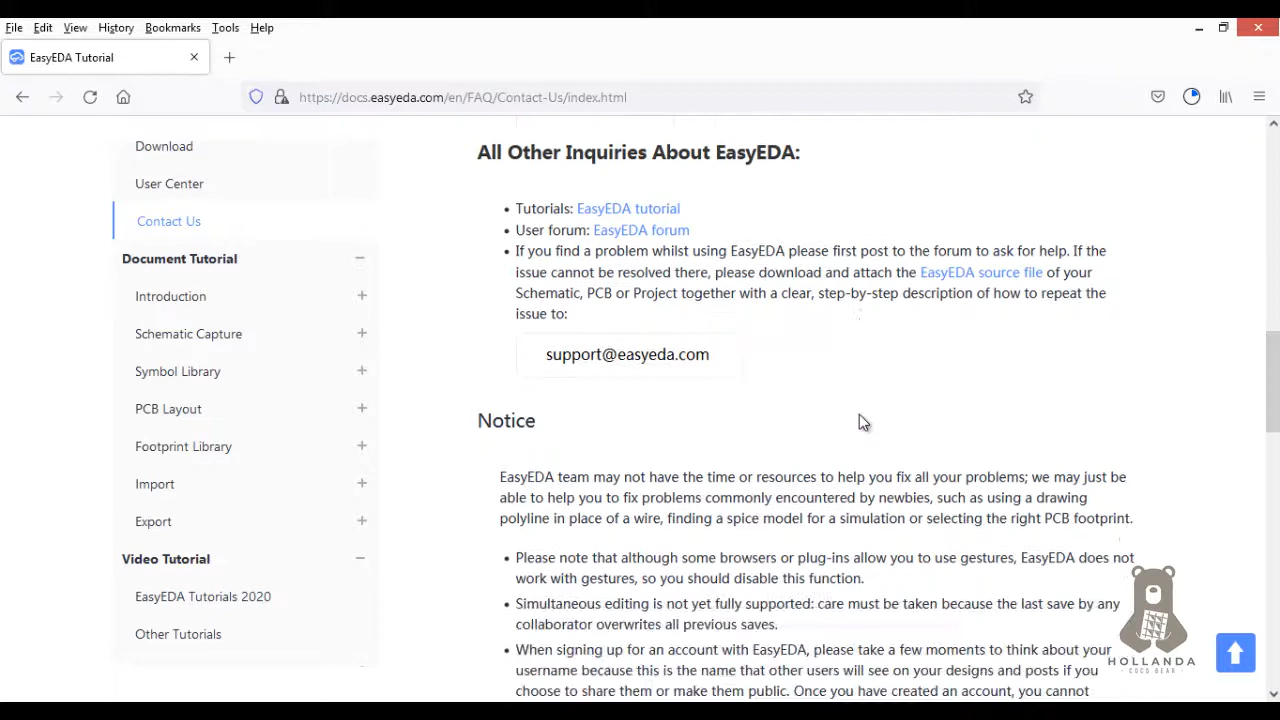 File Edit View History Bookmarks Tools Help
EasyEDA Tutorial
https://docs.easyeda.com/en/FAQ/Contact-Us/index.html
Download
User Center
Contact Us
Document Tutorial
Introduction
Schematic Capture
Symbol Library
PCB Layout
Footprint Library
Import
Export
Video Tutorial
EasyEDA Tutorials 2020
Other Tutorials
All Other Inquiries About EasyEDA:
• Tutorials: EasyEDA tutorial
• User forum: EasyEDA forum
• If you find a problem whilst using EasyEDA please first post to the forum to ask for help. If the
issue cannot be resolved there, please download and attach the EasyEDA source file of your
Schematic, PCB or Project together with a clear, step-by-step description of how to repeat the
issue to:
support@easyeda.com
Notice
EasyEDA team may not have the time or resources to help you fix all your problems; we may just be
able to help you to fix problems commonly encountered by newbies, such as using a drawing
polyline in place of a wire, finding a spice model for a simulation or selecting the right PCB footprint.
• Please note that although some browsers or plug-ins allow you to use gestures, EasyEDA does not
work with gestures, so you should disable this function.
• Simultaneous editing is not yet fully supported: care must be taken because the last save by any
collaborator overwrites all previous saves.
• When signing up for an account with EasyEDA, please take a few moments to think about your
username because this is the name that other users will see on your designs and posts if you
choose to share them or make them public. Once you have created an account, you cannot
HOLLANDA
- COCO BEAR -